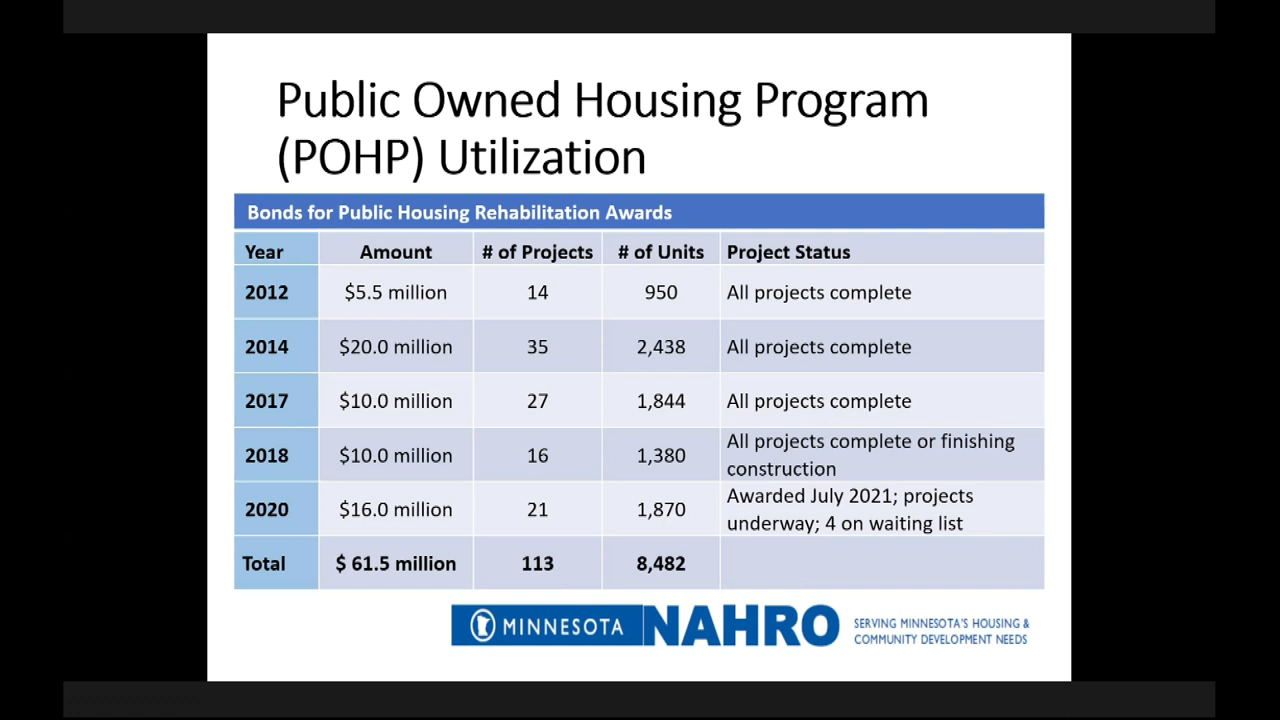 Public Owned Housing Program
(POHP) Utilization
Bonds for Public Housing Rehabilitation Awards
Year Amount # of Projects # of Units Project Status
2012 $5.5 million 14 950 All projects complete
2014 $20.0 million 35 2,438 All projects complete
2017 $10.0 million 27 1,844 All projects complete
2018 $10.0 million 16 1,380 All projects complete or finishing
construction
2020 $16.0 million 21 1,870 Awarded July 2021; projects
underway; 4 on waiting list
Total $ 61.5 million 113 8,482
MINNESOTA NAHRO
SERVING MINNESOTA'S HOUSING &
COMMUNITY DEVELOPMENT NEEDS